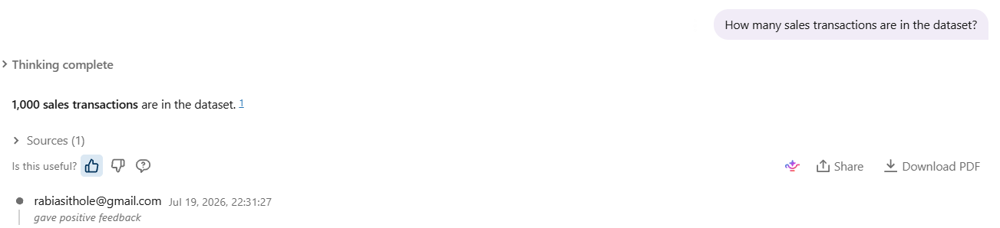 How many sales transactions are in the dataset?
Thinking complete
1,000 sales transactions are in the dataset. 1
Sources (1)
Is this useful? Share Download PDF
rabiasithole@gmail.com Jul 19, 2026, 22:31:27
gave positive feedback